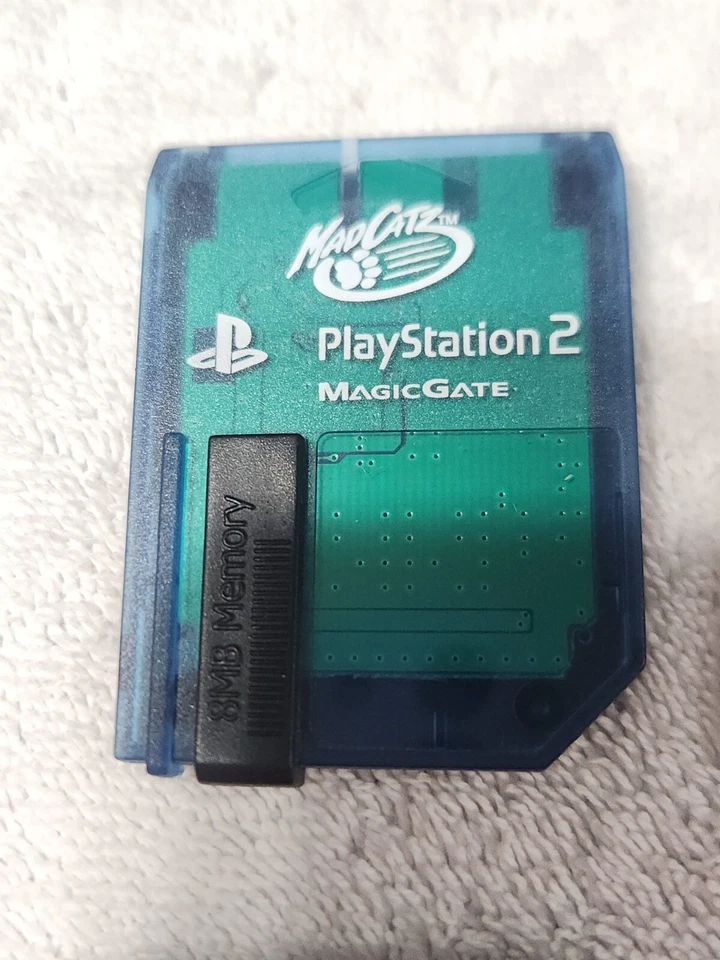 MADCATZ™
PlayStation 2
MAGICGATE
8MB Memory